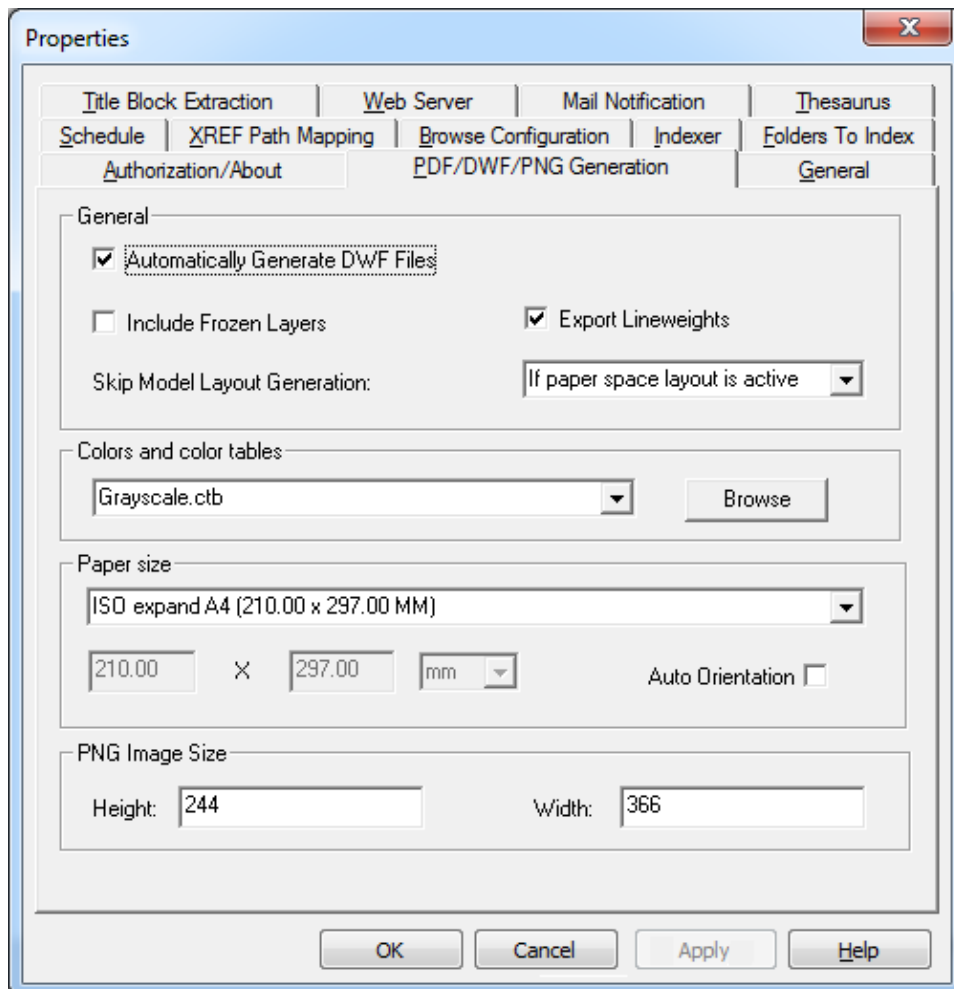 Properties
Title Block Extraction Web Server Mail Notification Thesaurus
Schedule XREF Path Mapping Browse Configuration Indexer Folders To Index
Authorization/About PDF/DWF/PNG Generation General
General
Automatically Generate DWF Files
Include Frozen Layers Export Lineweights
Skip Model Layout Generation: If paper space layout is active
Colors and color tables
Grayscale.ctb Browse
Paper size
ISO expand A4 (210.00 x 297.00 MM)
210.00 X 297.00 mm Auto Orientation
PNG Image Size
Height: 244 Width: 366
OK Cancel Apply Help